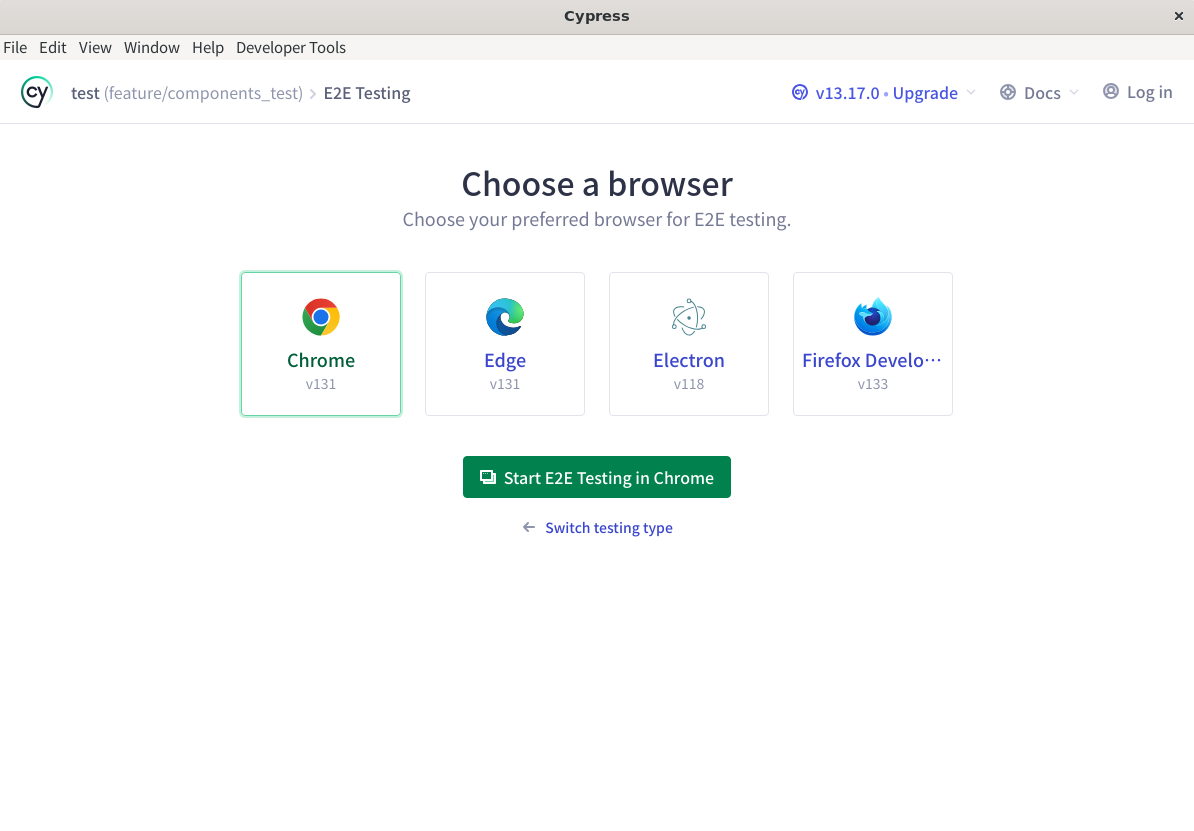 Cypress
File Edit View Window Help Developer Tools
cy test (feature/components_test) > E2E Testing cy v13.17.0 • Upgrade Docs Log in
Choose a browser
Choose your preferred browser for E2E testing.
Chrome Edge Electron Firefox Develo···
v131 v131 v118 v133
Start E2E Testing in Chrome
← Switch testing type